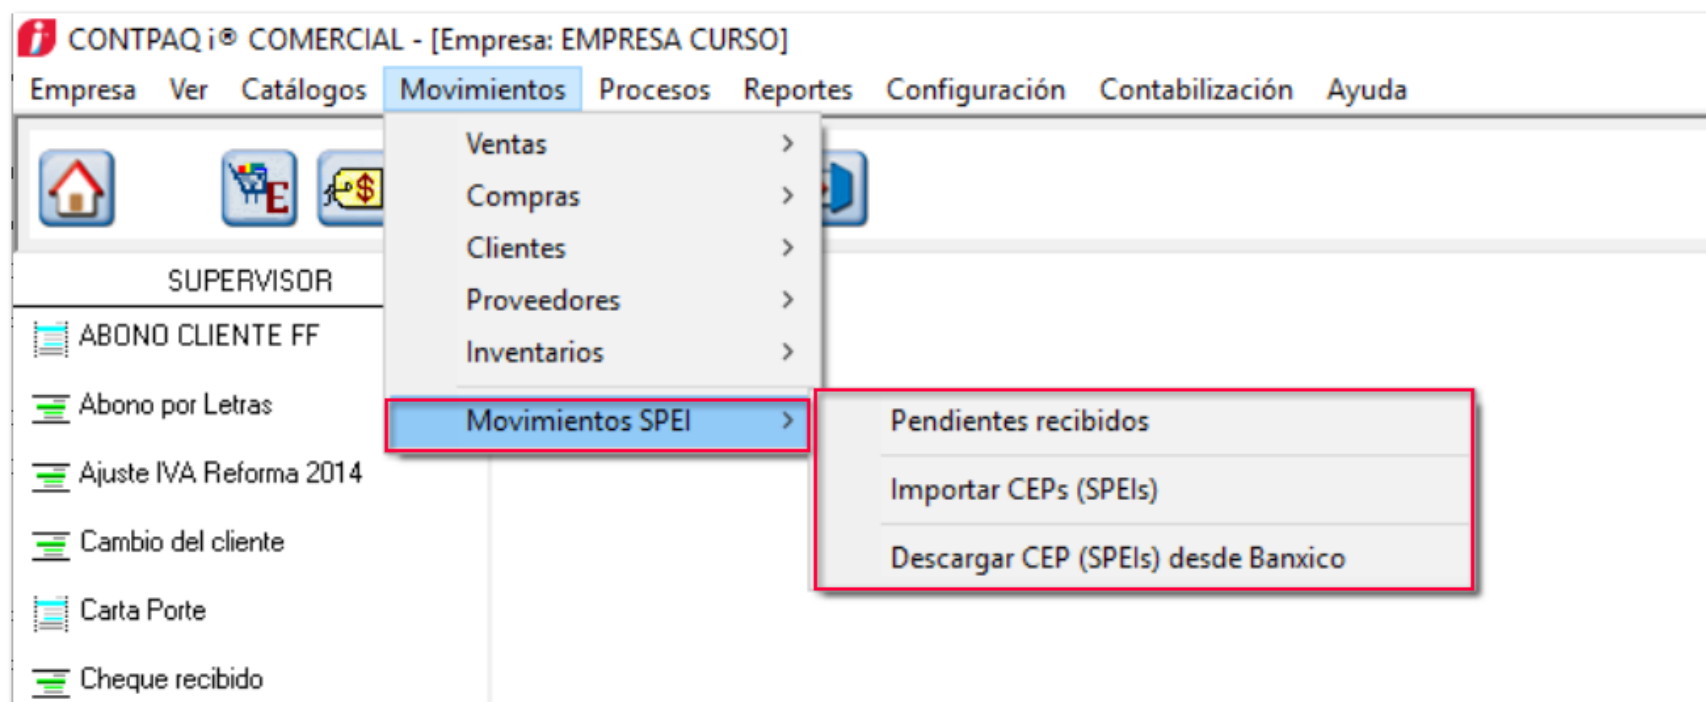 CONTPAQ i® COMERCIAL - [Empresa: EMPRESA CURSO]
Empresa Ver Catálogos Movimientos Procesos Reportes Configuración Contabilización Ayuda
Ventas
Compras
Clientes
Proveedores
Inventarios
Movimientos SPEI
Pendientes recibidos
Importar CEPs (SPEIs)
Descargar CEP (SPEIs) desde Banxico
SUPERVISOR
ABONO CLIENTE FF
Abono por Letras
Ajuste IVA Reforma 2014
Cambio del cliente
Carta Porte
Cheque recibido